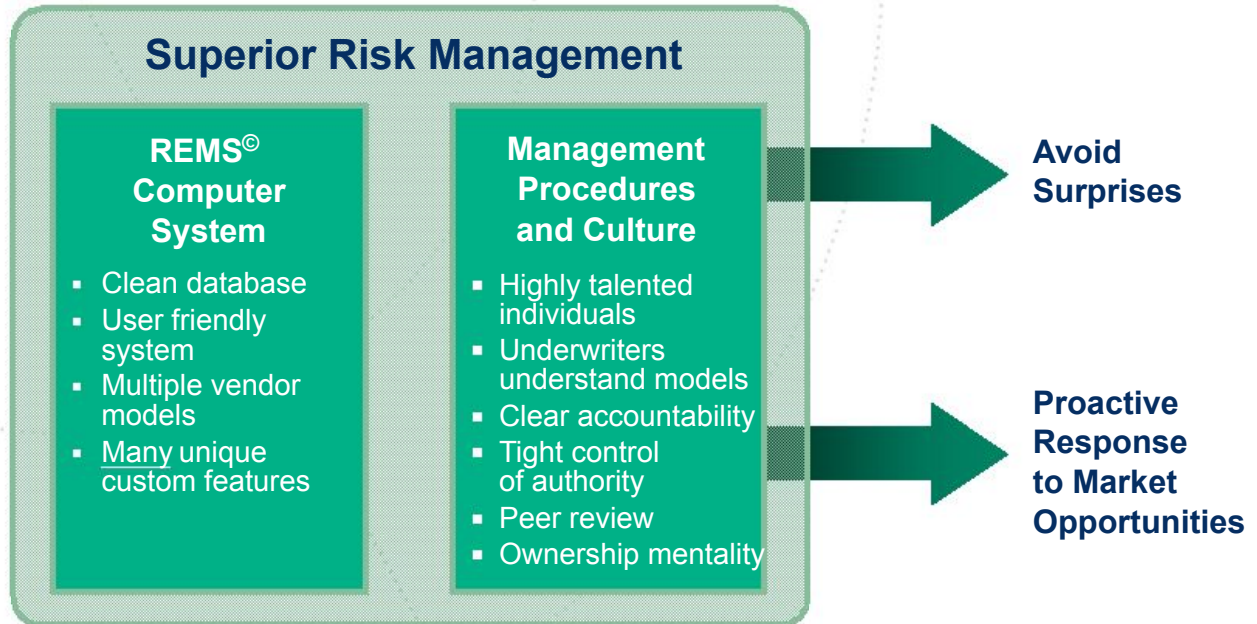 Superior Risk Management
REMS©
Computer
System
▪ Clean database
▪ User friendly
system
▪ Multiple vendor
models
▪ Many unique
custom features
Management
Procedures
and Culture
▪ Highly talented
individuals
▪ Underwriters
understand models
▪ Clear accountability
▪ Tight control
of authority
▪ Peer review
▪ Ownership mentality
Avoid
Surprises
Proactive
Response
to Market
Opportunities